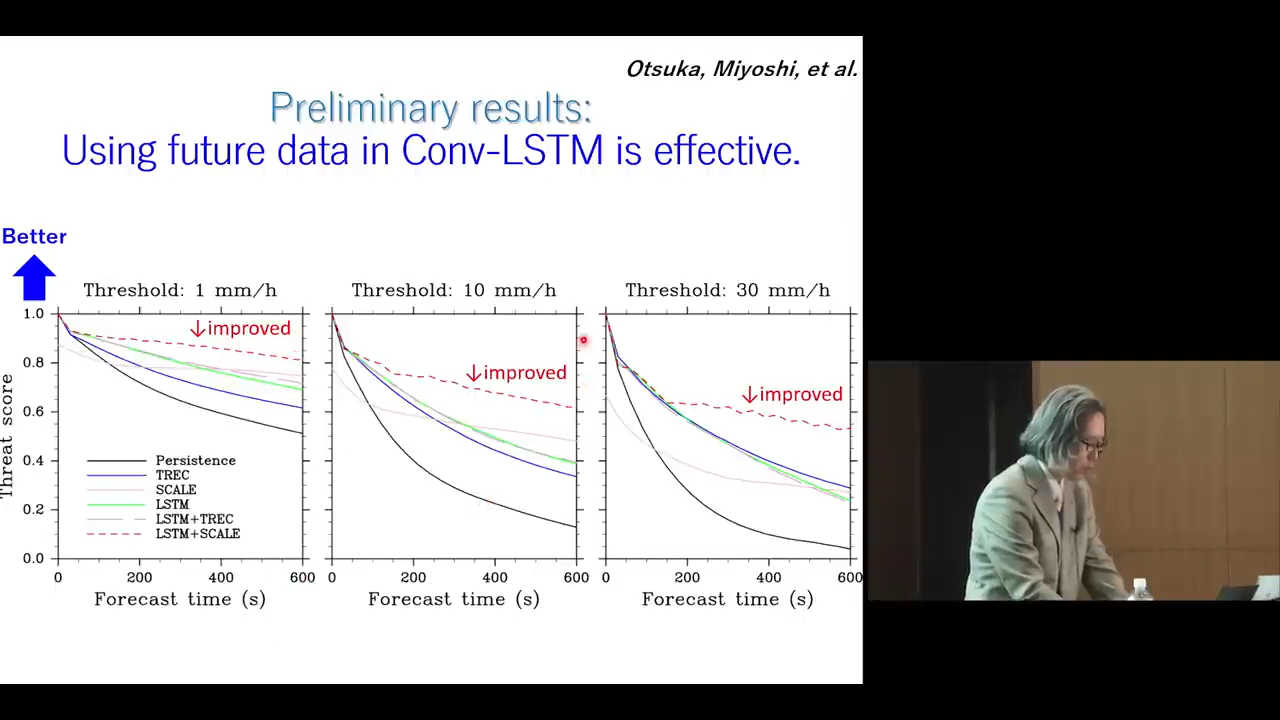 Otsuka, Miyoshi, et al.
Preliminary results:
Using future data in Conv-LSTM is effective.
Better
Threshold: 1 mm/h
Threshold: 10 mm/h
Threshold: 30 mm/h
Threat score
1.0
0.8
0.6
0.4
0.2
0.0
↓improved
↓improved
↓improved
Persistence
TREC
SCALE
LSTM
LSTM+TREC
LSTM+SCALE
0 200 400 600
0 200 400 600
0 200 400 600
Forecast time (s)
Forecast time (s)
Forecast time (s)